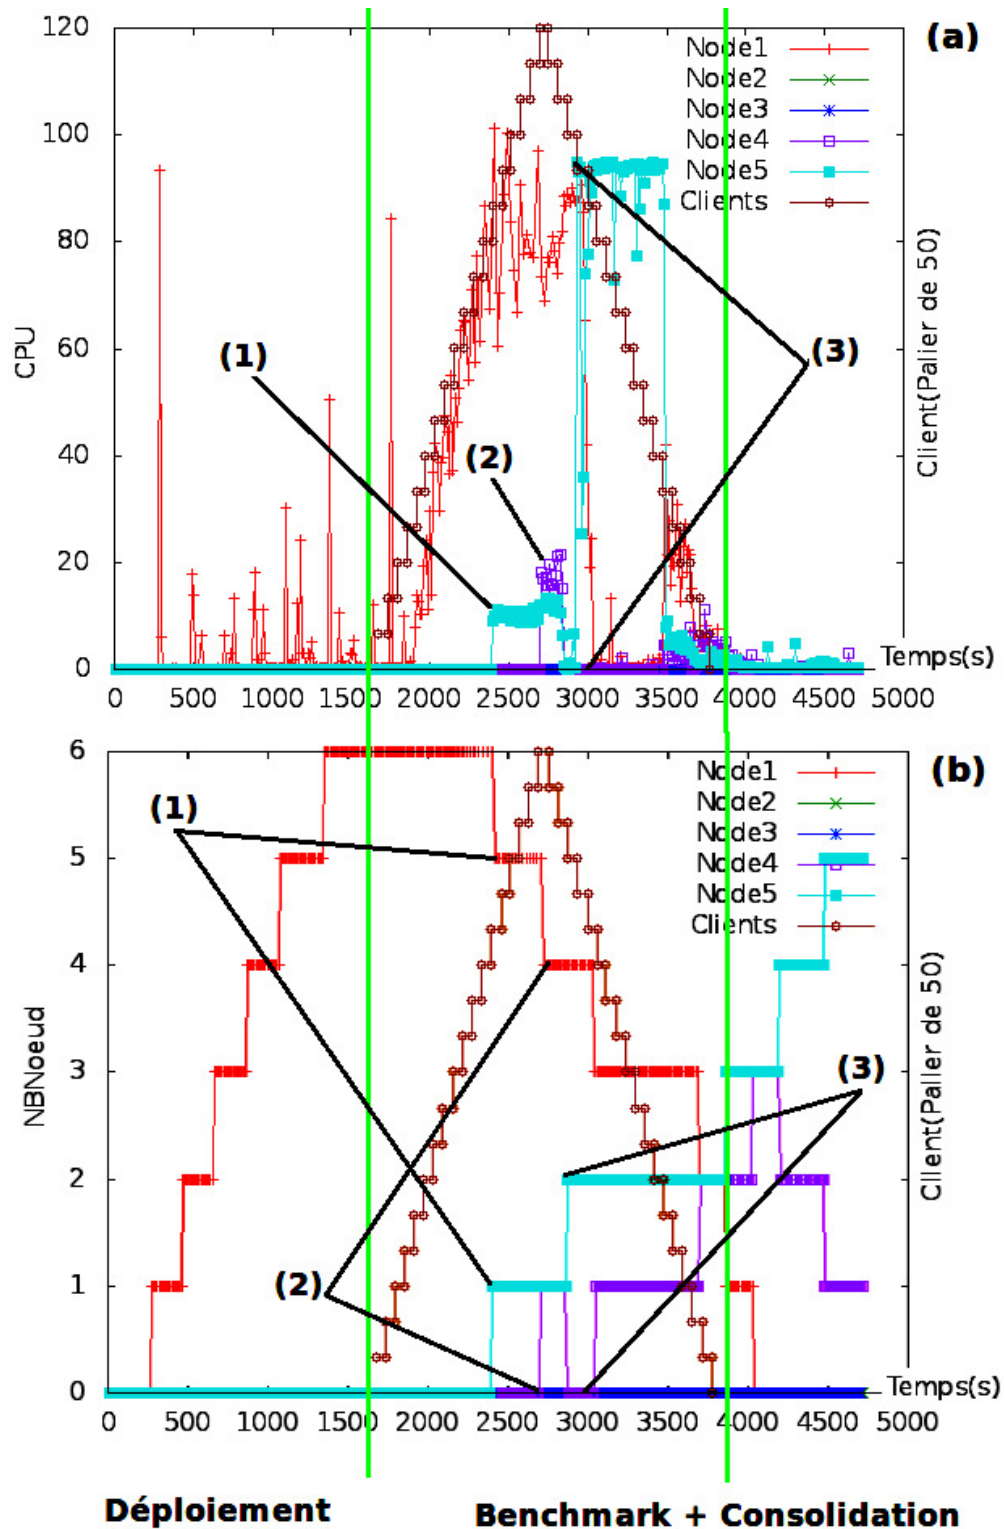 120
(a)
Node1
Node2
100
Node3
Node4
Node5
Clients
80
CPU
60
(1)
(3)
Client(Palier de 50)
(2)
40
20
0
Temps(s)
0 500 1000 1500 2000 2500 3000 3500 4000 4500 5000
6
(b)
Node1
Node2
(1)
Node3
5
Node4
Node5
Clients
4
NBNoeud
3
(3)
Client(Palier de 50)
2
(2)
1
0
Temps(s)
0 500 1000 1500 2000 2500 3000 3500 4000 4500 5000
Déploiement
Benchmark + Consolidation